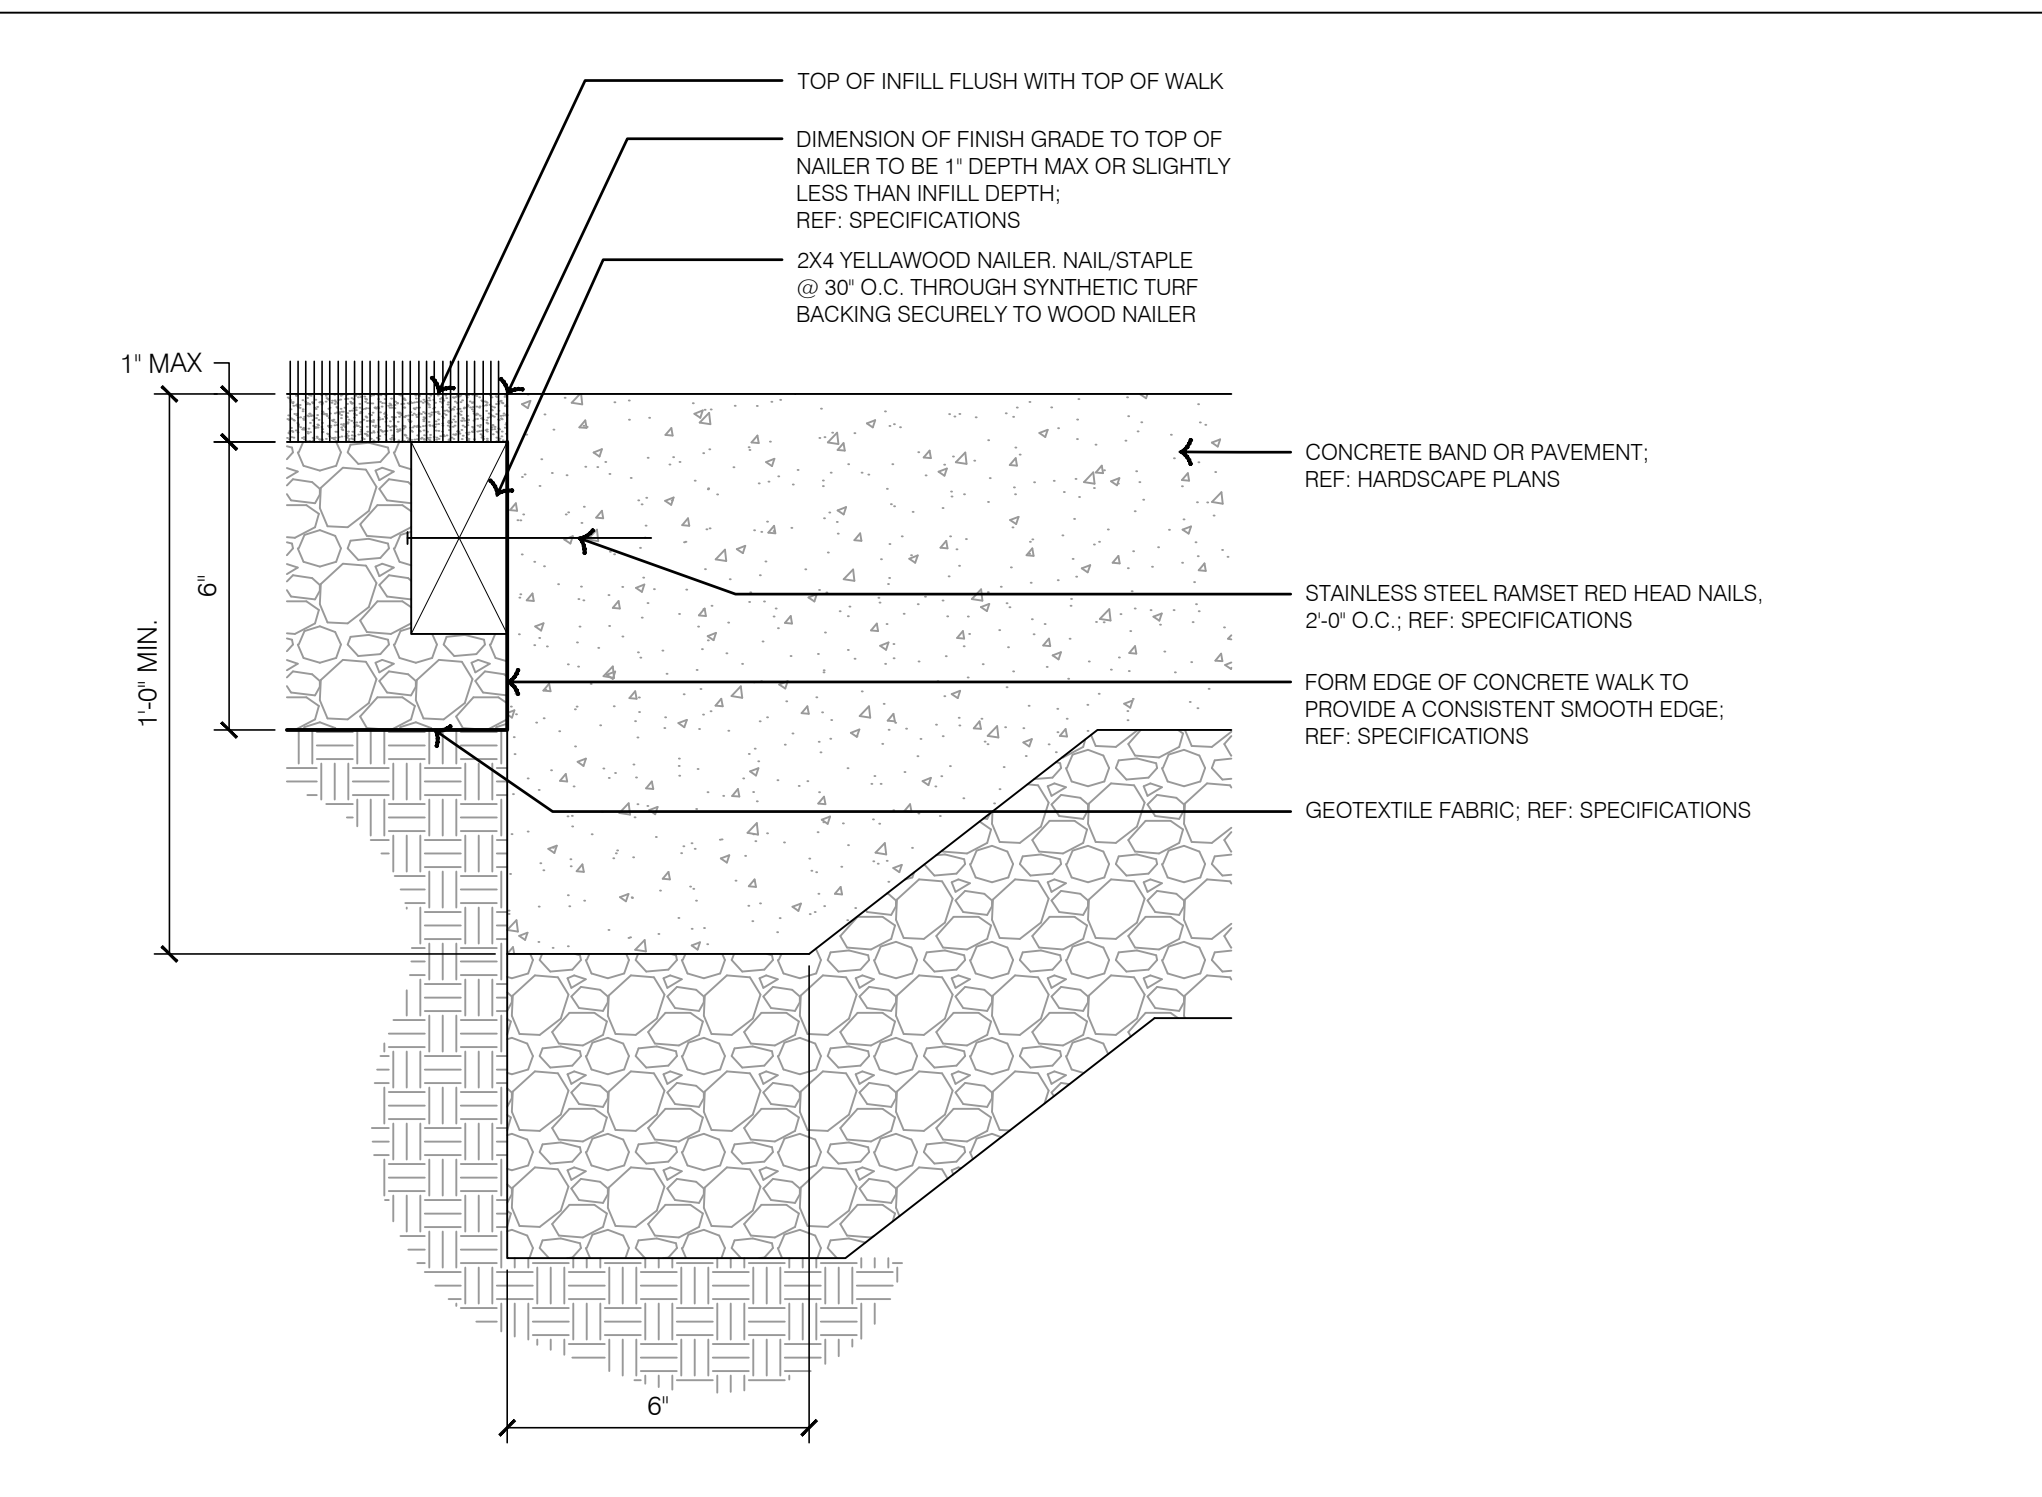 TOP OF INFILL FLUSH WITH TOP OF WALK
DIMENSION OF FINISH GRADE TO TOP OF
NAILER TO BE 1" DEPTH MAX OR SLIGHTLY
LESS THAN INFILL DEPTH;
REF: SPECIFICATIONS
2X4 YELLAWOOD NAILER. NAIL/STAPLE
@ 30" O.C. THROUGH SYNTHETIC TURF
BACKING SECURELY TO WOOD NAILER
1" MAX
6"
1'-0" MIN.
CONCRETE BAND OR PAVEMENT;
REF: HARDSCAPE PLANS
STAINLESS STEEL RAMSET RED HEAD NAILS,
2'-0" O.C.; REF: SPECIFICATIONS
FORM EDGE OF CONCRETE WALK TO
PROVIDE A CONSISTENT SMOOTH EDGE;
REF: SPECIFICATIONS
GEOTEXTILE FABRIC; REF: SPECIFICATIONS
6"